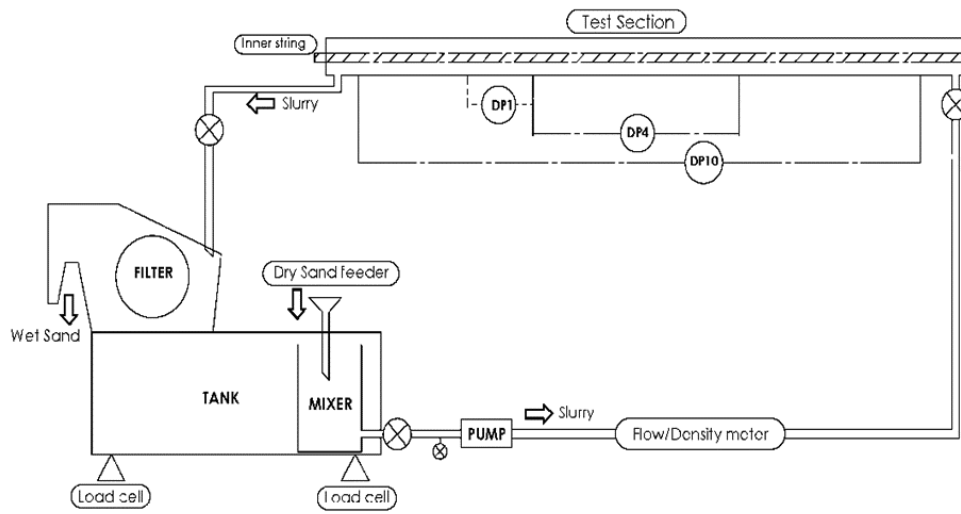 Test Section
Inner string
Slurry
DP1
DP4
DP10
FILTER
Dry Sand feeder
Wet Sand
TANK
MIXER
Slurry
PUMP
Flow/Density meter
Load cell
Load cell